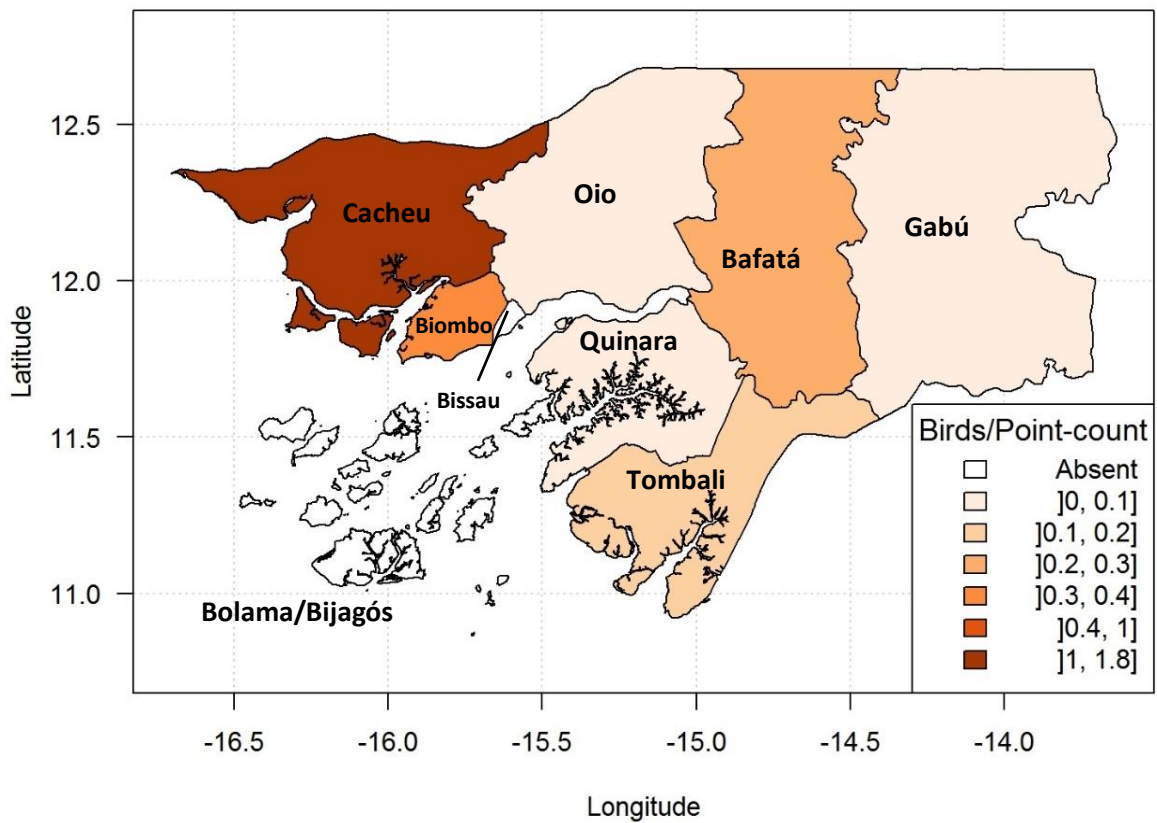 12.5
12.0
11.5
11.0
Latitude
Cacheu
Oio
Gabú
Bafatá
Biombo
Quinara
Bissau
Tombali
Bolama/Bijagós
Birds/Point-count
Absent
]0, 0.1]
]0.1, 0.2]
]0.2, 0.3]
]0.3, 0.4]
]0.4, 1]
]1, 1.8]
-16.5 -16.0 -15.5 -15.0 -14.5 -14.0
Longitude